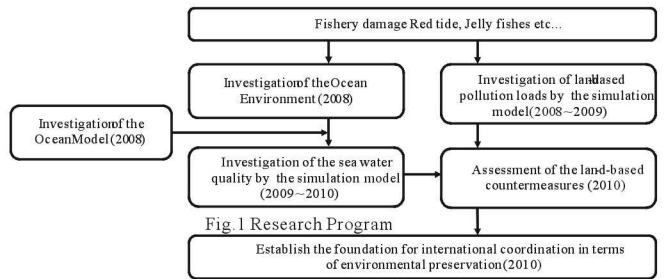 Fishery damage Red tide, Jelly fishes etc…
Investigation of the Ocean
Environment (2008)
Investigation of land-based
pollution loads by the simulation
model(2008~2009)
Investigation of the
OceanModel (2008)
Investigation of the sea water
quality by the simulation model
(2009~2010)
Assessment of the land-based
countermeasures (2010)
Fig.1 Research Program
Establish the foundation for international coordination in terms
of environmental preservation(2010)